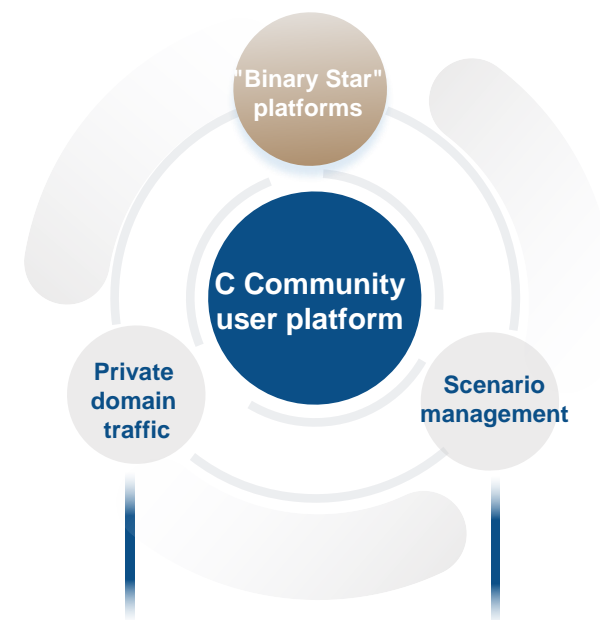 "Binary Star"
platforms
C Community
user platform
Private
domain
traffic
Scenario
management